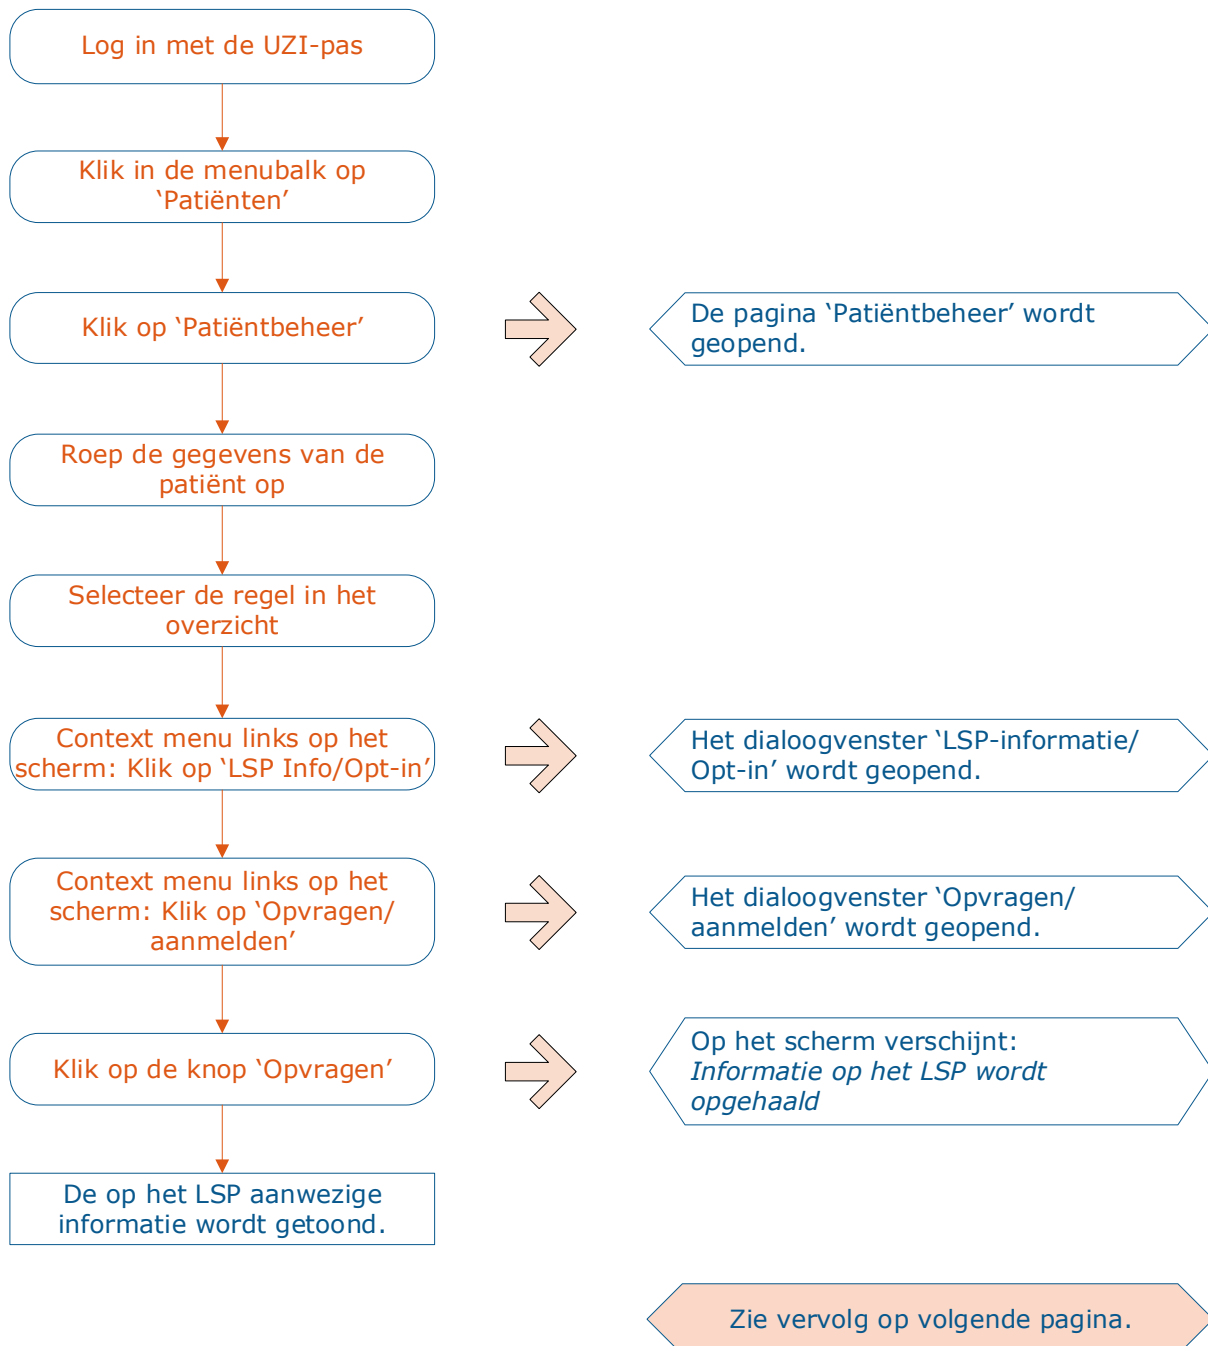 Log in met de UZI-pas
Klik in de menubalk op
‘Patiënten’
Klik op ‘Patiëntbeheer’
De pagina ‘Patiëntbeheer’ wordt
geopend.
Roep de gegevens van de
patiënt op
Selecteer de regel in het
overzicht
Context menu links op het
scherm: Klik op ‘LSP Info/Opt-in’
Het dialoogvenster ‘LSP-informatie/
Opt-in’ wordt geopend.
Context menu links op het
scherm: Klik op ‘Opvragen/
aanmelden’
Het dialoogvenster ‘Opvragen/
aanmelden’ wordt geopend.
Klik op de knop ‘Opvragen’
Op het scherm verschijnt:
Informatie op het LSP wordt
opgehaald
De op het LSP aanwezige
informatie wordt getoond.
Zie vervolg op volgende pagina.